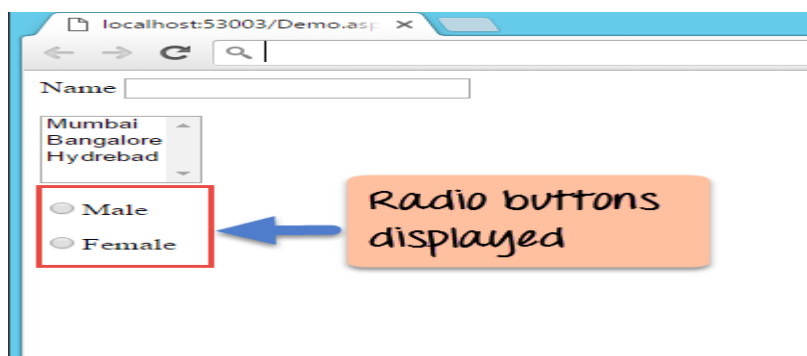 localhost:53003/Demo.asp
Name
Mumbai
Bangalore
Hydrebad
Male
Female
Radio buttons
displayed